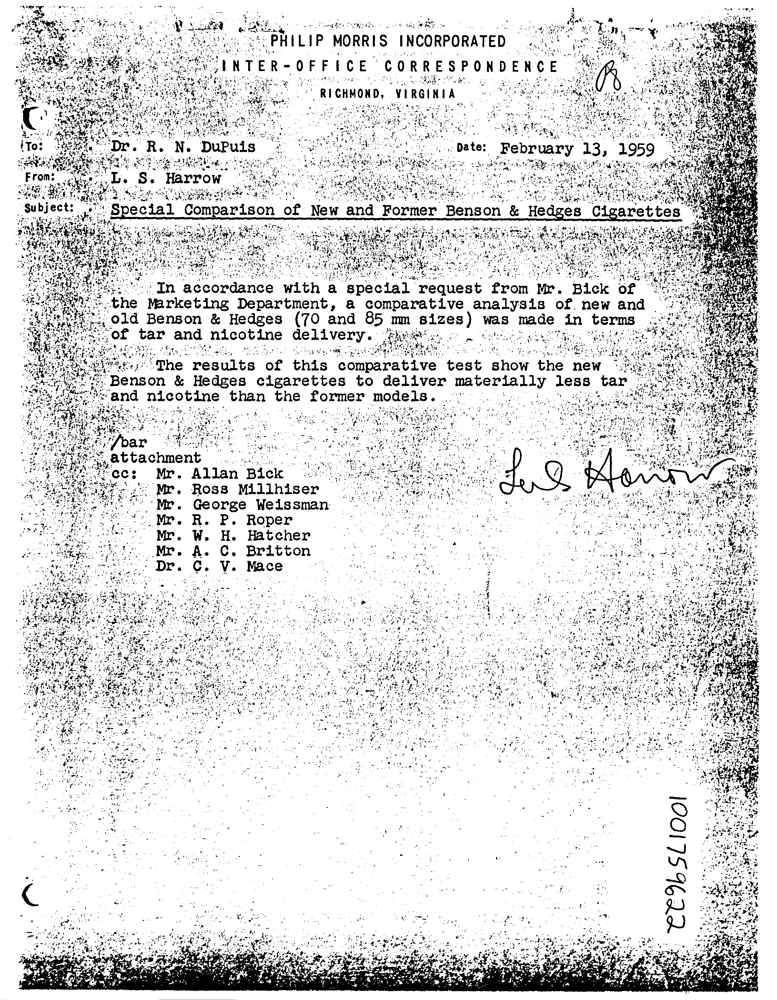 PHILIP MORRIS INCORPORATED
INTER-OFFICE CORRESPONDENCE
RICHMOND, VIRGINIA
To: Dr. R. N. DuPuis Date: February 13, 1959
From: L. S. Harrow
Subject: Special Comparison of New and Former Benson & Hedges Cigarettes
In accordance with a special request from Mr. Bick of
the Marketing Department, a comparative analysis of new and
old Benson & Hedges (70 and 85 mm sizes) was made in terms
of tar and nicotine delivery.
The results of this comparative test show the new
Benson & Hedges cigarettes to deliver materially less tar
and nicotine than the former models.
/bar
attachment
cc: Mr. Allan Bick
Mr. Ross Millhiser
Mr. George Weissman
Mr. R. P. Roper
Mr. W. H. Hatcher
Mr. A. C. Britton
Dr. C. V. Mace
1001759622